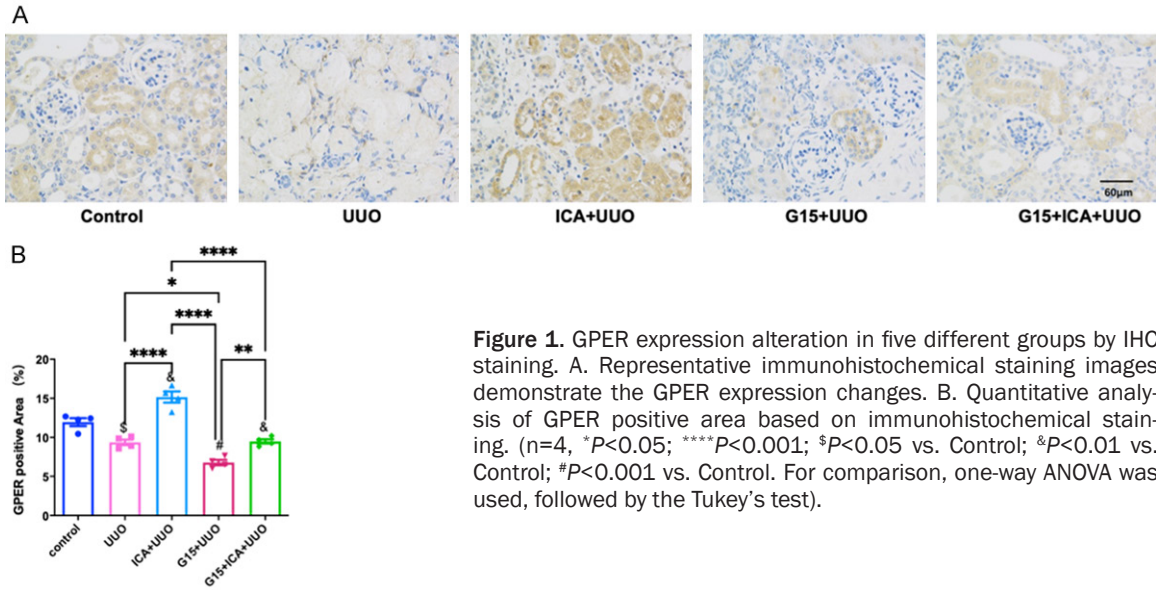 A
60μm
Control
UUO
ICA+UUO
G15+UUO
G15+ICA+UUO
B
****
*
****
**
****
&
$
#
&
GPER positive Area (%)
20
15
10
5
0
control
UUO
ICA+UUO
G15+UUO
G15+ICA+UUO
Figure 1. GPER expression alteration in five different groups by IHC
staining. A. Representative immunohistochemical staining images
demonstrate the GPER expression changes. B. Quantitative analy-
sis of GPER positive area based on immunohistochemical stain-
ing. (n=4, *P<0.05; ****P<0.001; $P<0.05 vs. Control; &P<0.01 vs.
Control; #P<0.001 vs. Control. For comparison, one-way ANOVA was
used, followed by the Tukey's test).